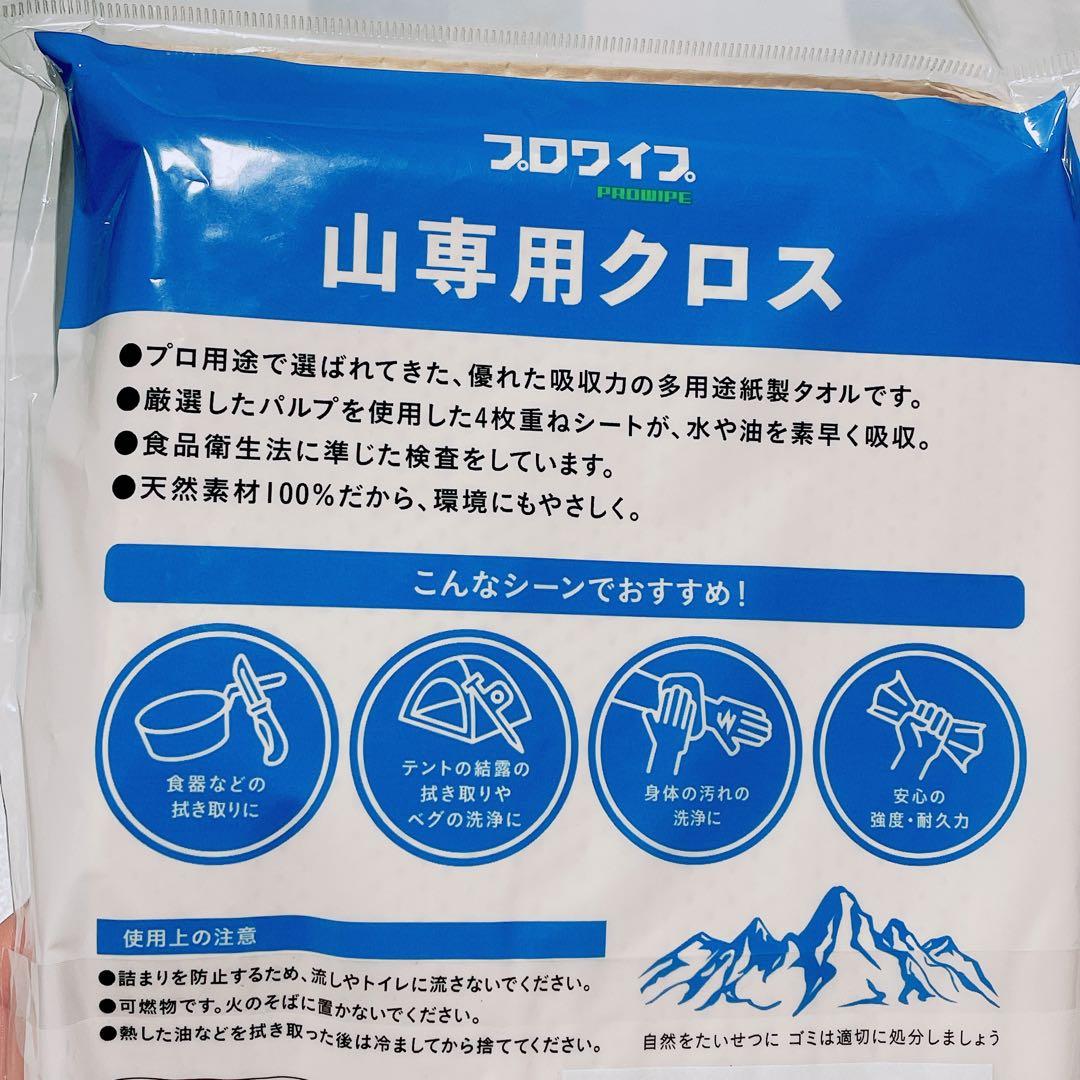 プロワイプ
PROWIPE
山専用クロス
●プロ用途で選ばれてきた、優れた吸収力の多用途紙製タオルです。
●厳選したパルプを使用した4枚重ねシートが、水や油を素早く吸収。
●食品衛生法に準じた検査をしています。
●天然素材100%だから、環境にもやさしく。
こんなシーンでおすすめ！
食器などの
拭き取りに
テントの結露の
拭き取りや
ペグの洗浄に
身体の汚れの
洗浄に
安心の
強度・耐久力
使用上の注意
●詰まりを防止するため、流しやトイレに流さないでください。
●可燃物です。火のそばに置かないでください。
●熱した油などを拭き取った後は冷ましてから捨ててください。
自然をたいせつに ゴミは適切に処分しましょう